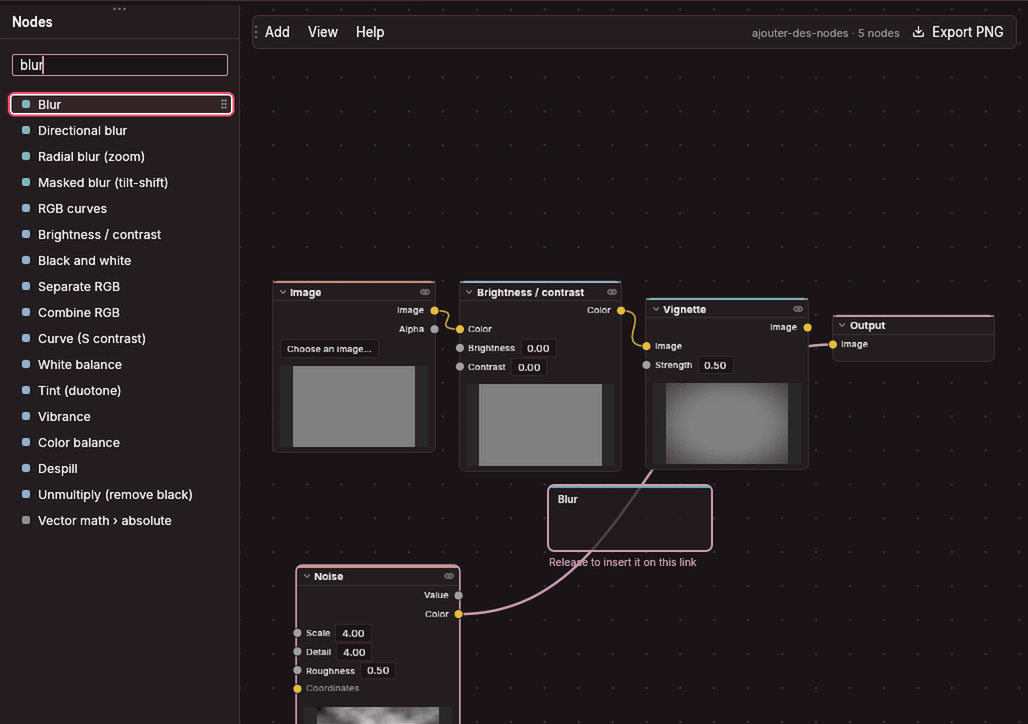 Nodes
blur
Blur
Directional blur
Radial blur (zoom)
Masked blur (tilt-shift)
RGB curves
Brightness / contrast
Black and white
Separate RGB
Combine RGB
Curve (S contrast)
White balance
Tint (duotone)
Vibrance
Color balance
Despill
Unmultiply (remove black)
Vector math › absolute
Add View Help
ajouter-des-nodes · 5 nodes Export PNG
Image
Image
Alpha
Choose an image...
Brightness / contrast
Color
Color
Brightness 0.00
Contrast 0.00
Vignette
Image
Image
Strength 0.50
Output
Image
Blur
Release to insert it on this link
Noise
Value
Color
Scale 4.00
Detail 4.00
Roughness 0.50
Coordinates